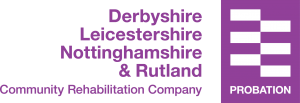 Derbyshire
Leicestershire
Nottinghamshire
& Rutland
Community Rehabilitation Company
PROBATION